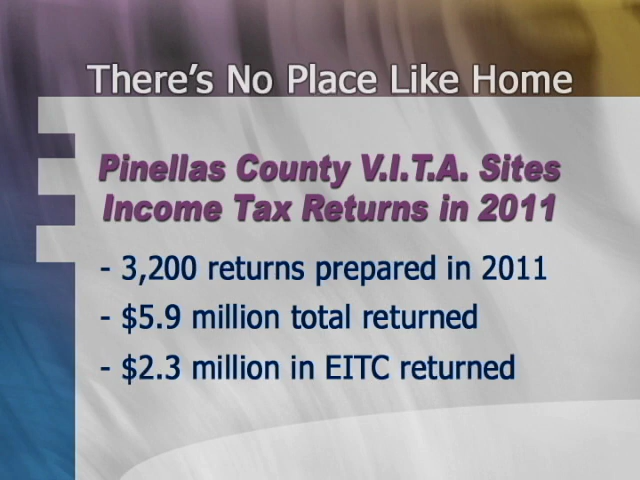 There's No Place Like Home
Pinellas County V.I.T.A. Sites
Income Tax Returns in 2011
- 3,200 returns prepared in 2011
- $5.9 million total returned
- $2.3 million in EITC returned